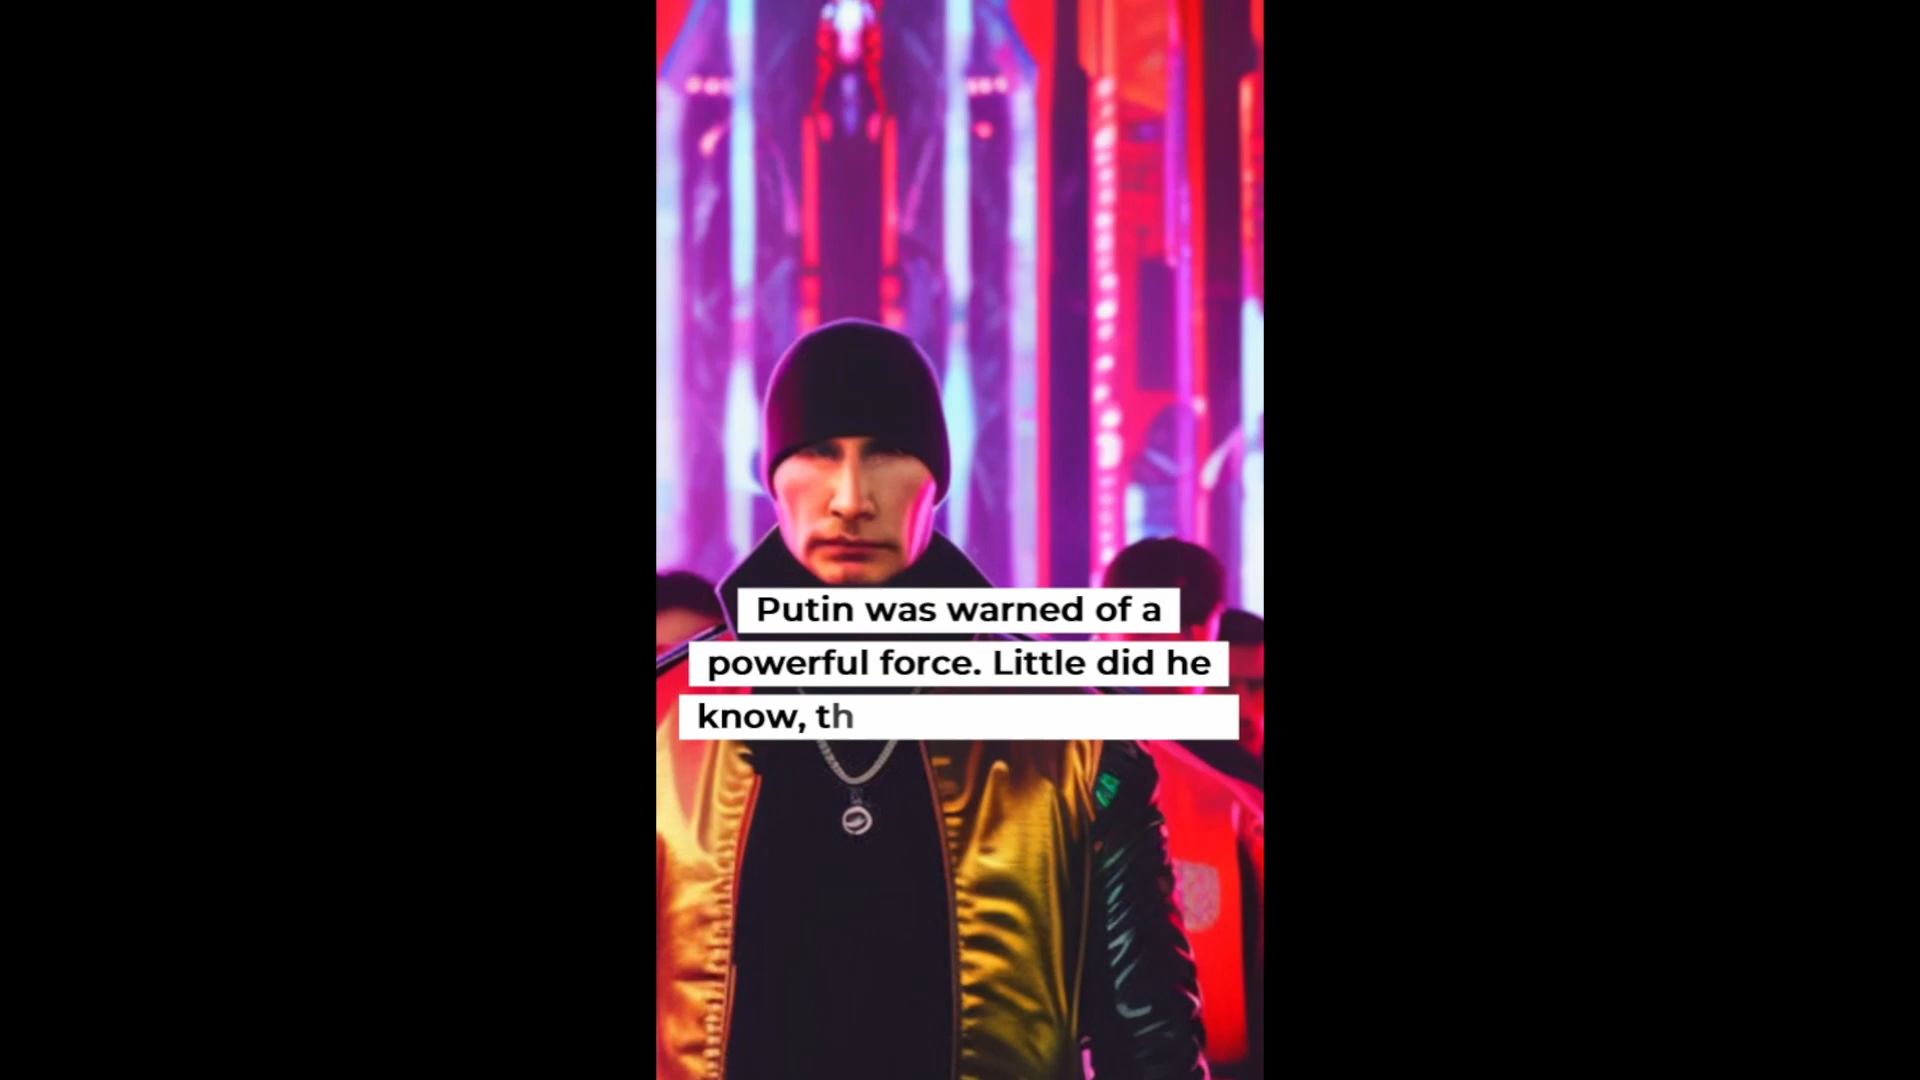 Putin was warned of a
powerful force. Little did he
know, th